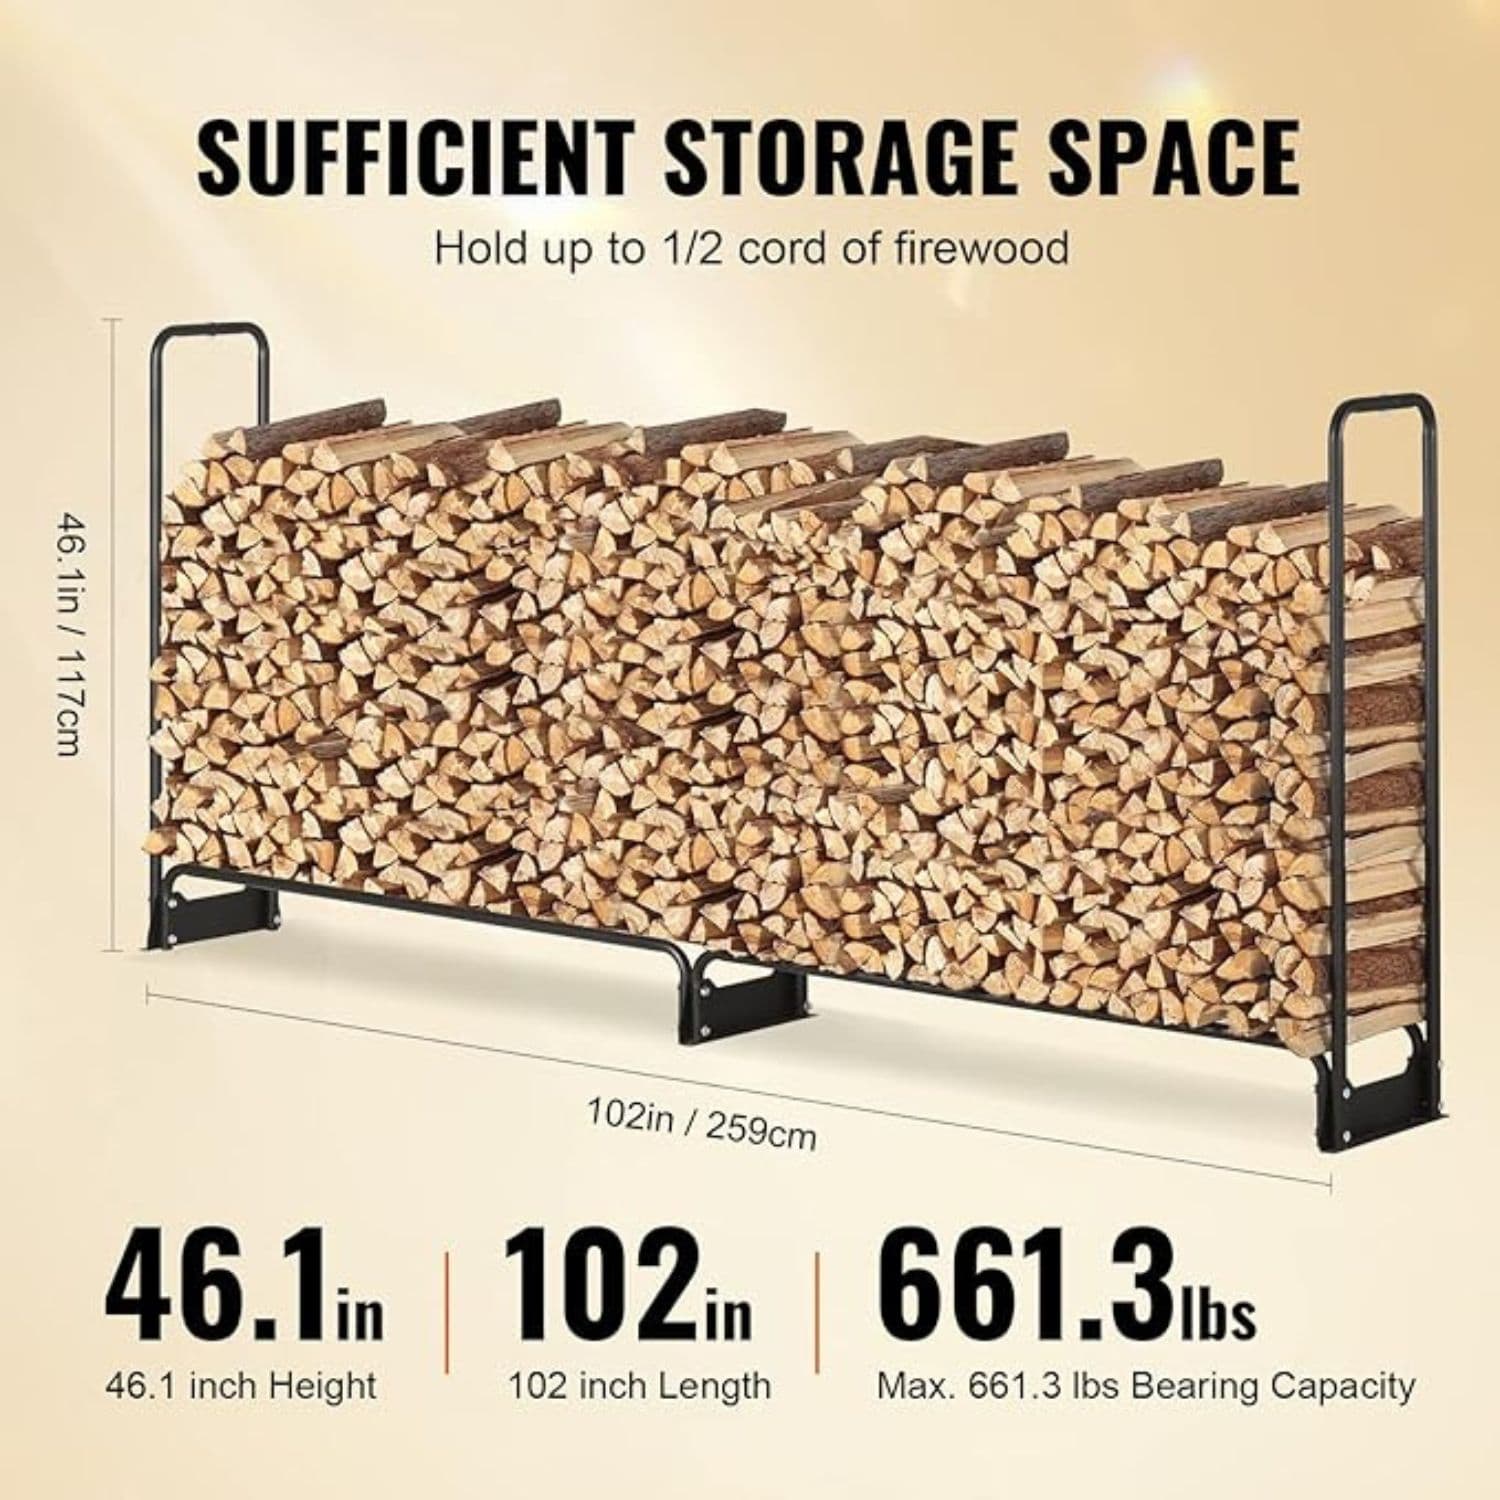 SUFFICIENT STORAGE SPACE
Hold up to 1/2 cord of firewood
46.1in / 117cm
102in / 259cm
46.1in
46.1 inch Height
102in
102 inch Length
661.3lbs
Max. 661.3 lbs Bearing Capacity